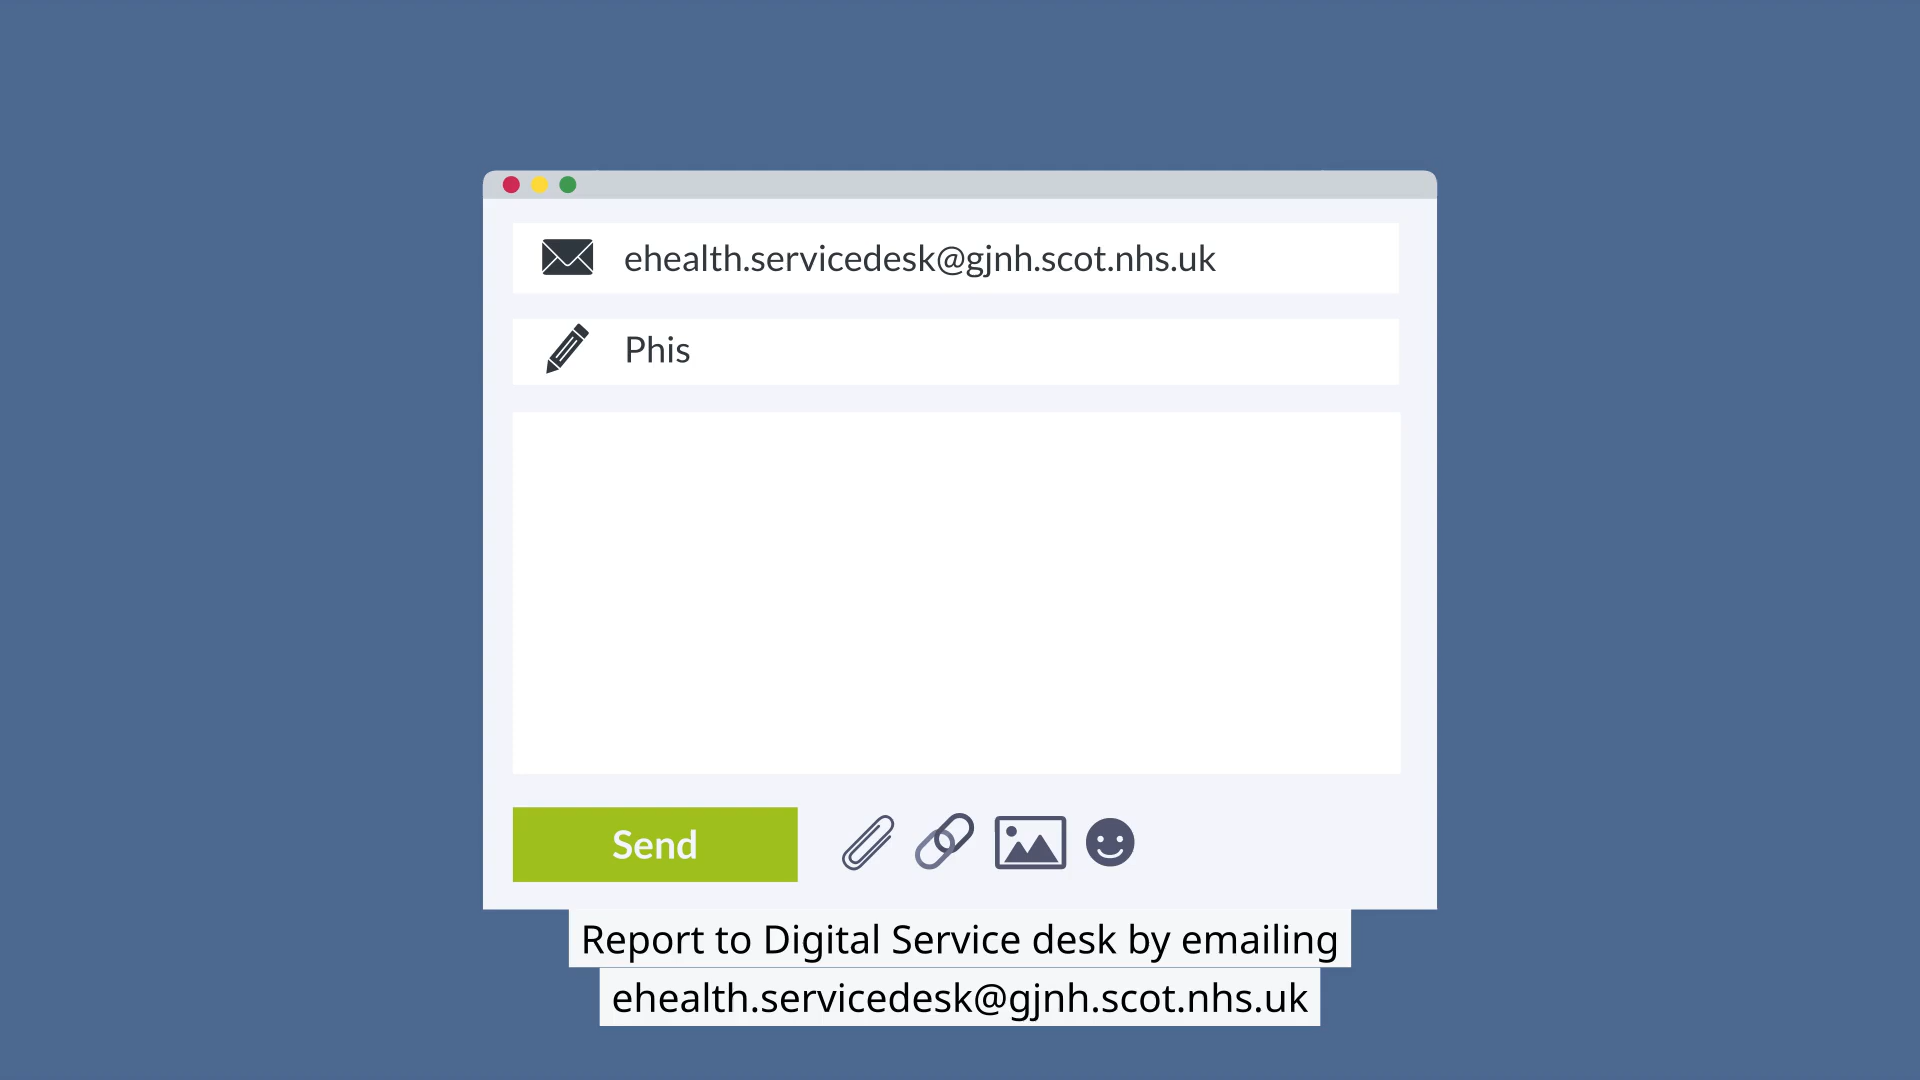 ehealth.servicedesk@gjnh.scot.nhs.uk
Phis
Send
Report to Digital Service desk by emailing
ehealth.servicedesk@gjnh.scot.nhs.uk